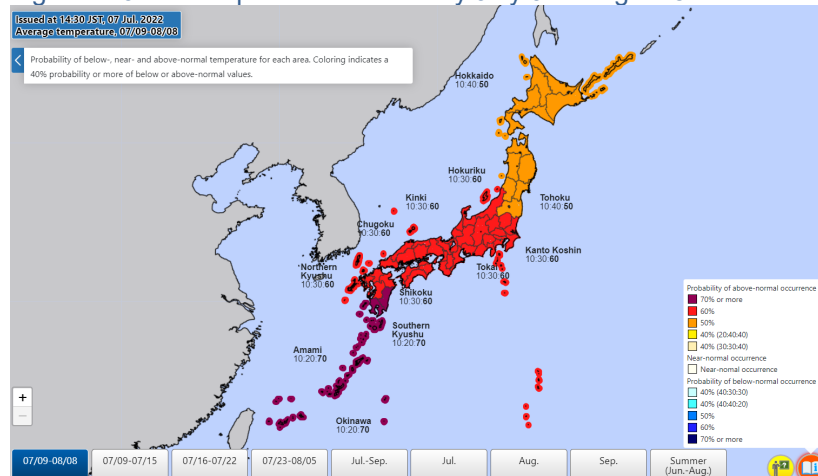 Issued at 14:30 JST, 07 Jul. 2022
Average temperature, 07/09-08/08
Probability of below-, near- and above-normal temperature for each area. Coloring indicates a
40% probability or more of below or above-normal values.
Hokkaido
10:40:50
Hokuriku
10:30:60
Tohoku
10:40:50
Kinki
10:30:60
Chugoku
10:30:60
Kanto Koshin
10:30:60
Tokai
10:30:60
Northern
Kyushu
10:30:60
Shikoku
10:30:60
Southern
Kyushu
10:20:70
Amami
10:20:70
Okinawa
10:20:70
Probability of above-normal occurrence
70% or more
60%
50%
40% (20:40:40)
40% (30:30:40)
Near-normal occurrence
Near-nomal occurrence
Probability of below-normal occurrence
40% (40:30:30)
40% (40:40:20)
50%
60%
70% or more
+
−
07/09-08/08
07/09-07/15
07/16-07/22
07/23-08/05
Jul.-Sep.
Jul.
Aug.
Sep.
Summer
(Jun.-Aug.)